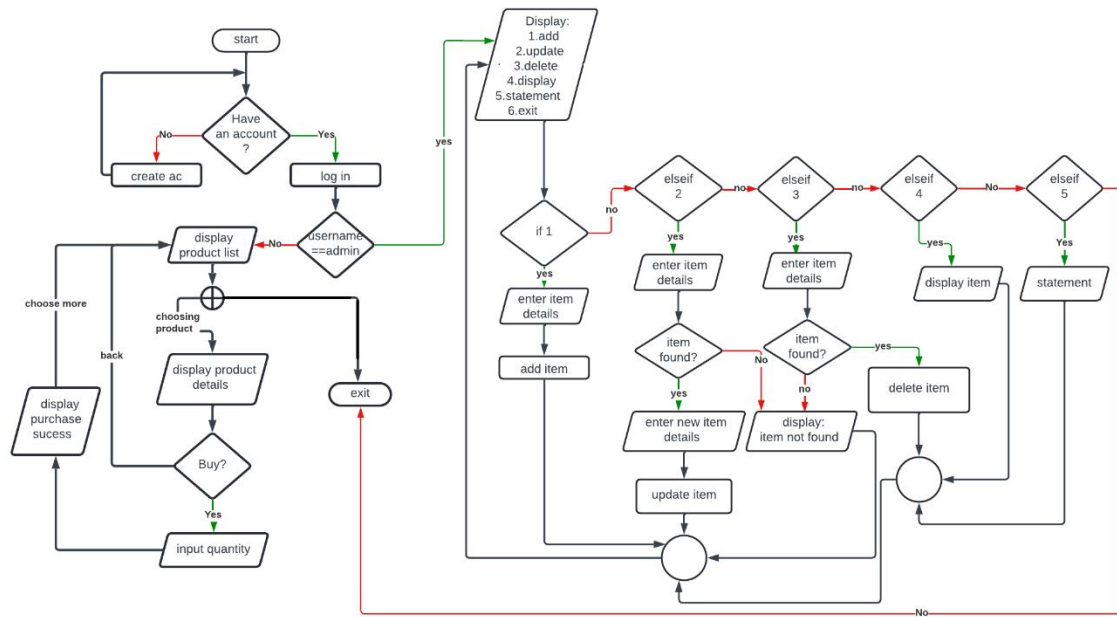 start
Have
an account
?
No
Yes
create ac
log in
username
==admin
No
yes
display
product list
choosing
product
choose more
back
display product
details
display
purchase
sucess
Buy?
Yes
input quantity
exit
Display:
1.add
2.update
3.delete
4.display
5.statement
6.exit
if 1
no
yes
enter item
details
add item
elseif
2
no
yes
enter item
details
item
found?
No
yes
enter new item
details
update item
elseif
3
no
yes
enter item
details
item
found?
yes
no
display:
item not found
delete item
elseif
4
No
yes
display item
elseif
5
Yes
statement
No